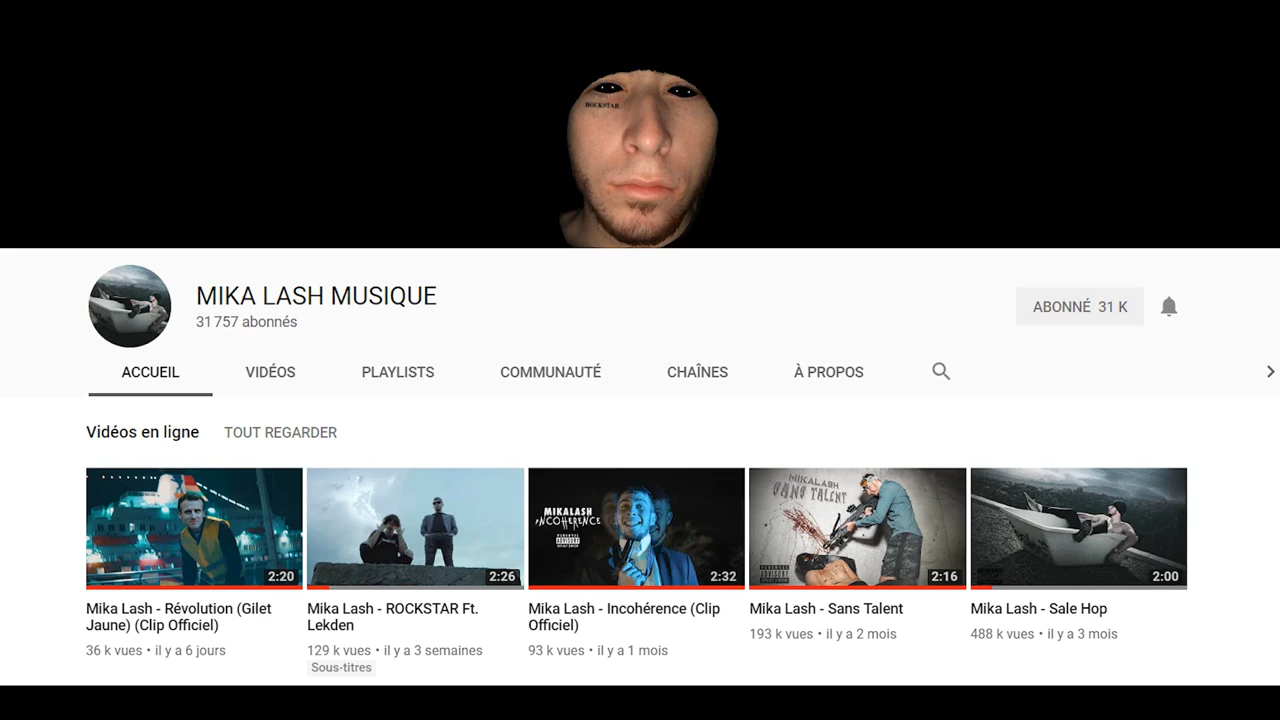 ROCKSTAR
MIKA LASH MUSIQUE
31 757 abonnés
ABONNÉ 31 K
ACCUEIL VIDÉOS PLAYLISTS COMMUNAUTÉ CHAÎNES À PROPOS
Vidéos en ligne TOUT REGARDER
2:20
2:26
MIKALASH
INCOHERENCE
PARENTAL
ADVISORY
2:32
MIKALASH
SANS TALENT
PARENTAL
ADVISORY
2:16
2:00
Mika Lash - Révolution (Gilet
Jaune) (Clip Officiel)
36 k vues • il y a 6 jours
Mika Lash - ROCKSTAR Ft.
Lekden
129 k vues • il y a 3 semaines
Sous-titres
Mika Lash - Incohérence (Clip
Officiel)
93 k vues • il y a 1 mois
Mika Lash - Sans Talent
193 k vues • il y a 2 mois
Mika Lash - Sale Hop
488 k vues • il y a 3 mois